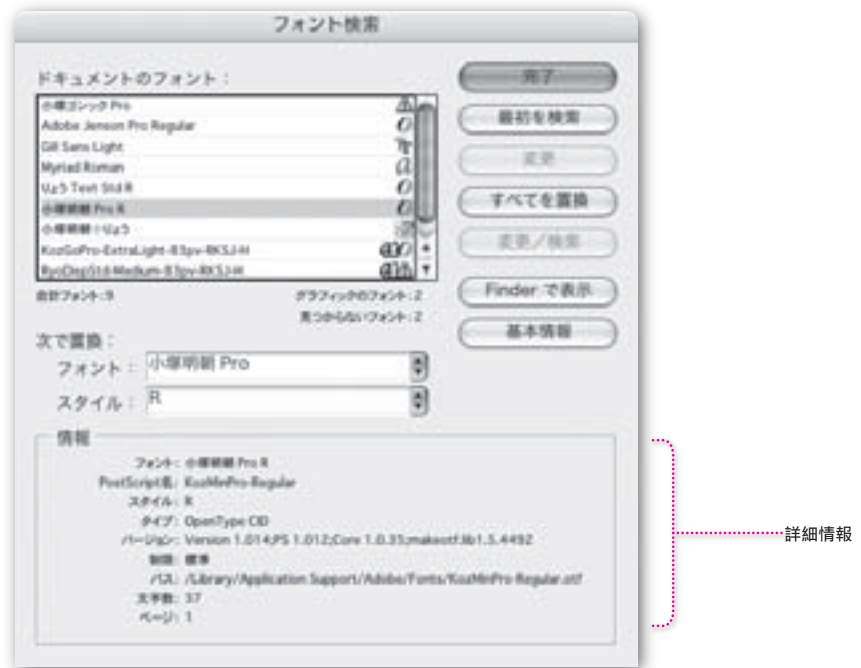 フォント検索
ドキュメントのフォント：
小塚ゴシック Pro
Adobe Jenson Pro Regular
Gill Sans Light
Myriad Roman
りょう Text Std R
小塚明朝 Pro R
小塚明朝＋りょう
KozGoPro-ExtraLight-83pv-RKSJ-H
RyoDispStd-Medium-83pv-RKSJ-H
合計フォント：9
グラフィックのフォント：2
見つからないフォント：2
完了
最初を検索
変更
すべてを置換
変更／検索
Finder で表示
基本情報
次で置換：
フォント： 小塚明朝 Pro
スタイル： R
情報
フォント： 小塚明朝 Pro R
PostScript名： KozMinPro-Regular
スタイル： R
タイプ： OpenType CID
バージョン： Version 1.014;PS 1.012;Core 1.0.35;makeotf.lib1.5.4492
制限： 標準
パス： /Library/Application Support/Adobe/Fonts/KozMinPro-Regular.otf
文字数： 37
ページ： 1
詳細情報